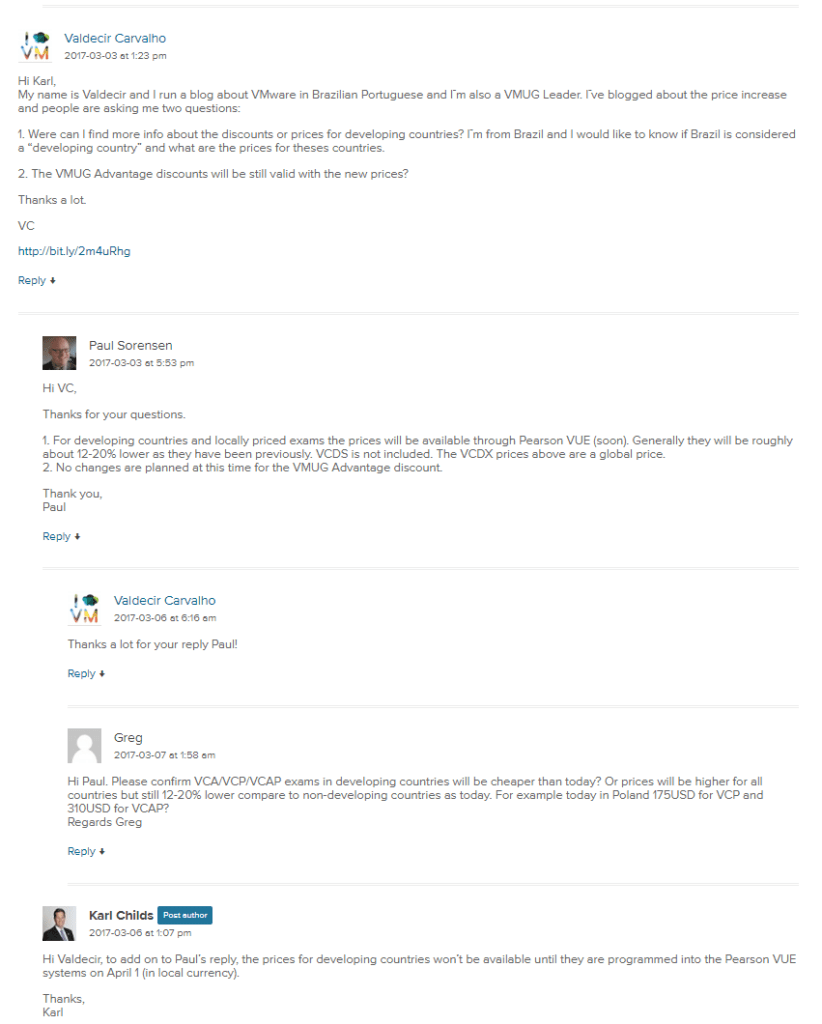 Valdecir Carvalho
2017-03-03 at 1:23 pm
Hi Karl,
My name is Valdecir and I run a blog about VMware in Brazilian Portuguese and I´m also a VMUG Leader. I´ve blogged about the price increase
and people are asking me two questions:
1. Were can I find more info about the discounts or prices for developing countries? I´m from Brazil and I would like to know if Brazil is considered
a “developing country” and what are the prices for theses countries.
2. The VMUG Advantage discounts will be still valid with the new prices?
Thanks a lot.
VC
http://bit.ly/2m4uRhg
Reply ↓
Paul Sorensen
2017-03-03 at 5:53 pm
Hi VC,
Thanks for your questions.
1. For developing countries and locally priced exams the prices will be available through Pearson VUE (soon). Generally they will be roughly
about 12-20% lower as they have been previously. VCDS is not included. The VCDX prices above are a global price.
2. No changes are planned at this time for the VMUG Advantage discount.
Thank you,
Paul
Reply ↓
Valdecir Carvalho
2017-03-06 at 6:16 am
Thanks a lot for your reply Paul!
Reply ↓
Greg
2017-03-07 at 1:58 am
Hi Paul. Please confirm VCA/VCP/VCAP exams in developing countries will be cheaper than today? Or prices will be higher for all
countries but still 12-20% lower compare to non-developing countries as today. For example today in Poland 175USD for VCP and
310USD for VCAP?
Regards Greg
Reply ↓
Karl Childs Post author
2017-03-06 at 1:07 pm
Hi Valdecir, to add on to Paul’s reply, the prices for developing countries won’t be available until they are programmed into the Pearson VUE
systems on April 1 (in local currency).
Thanks,
Karl